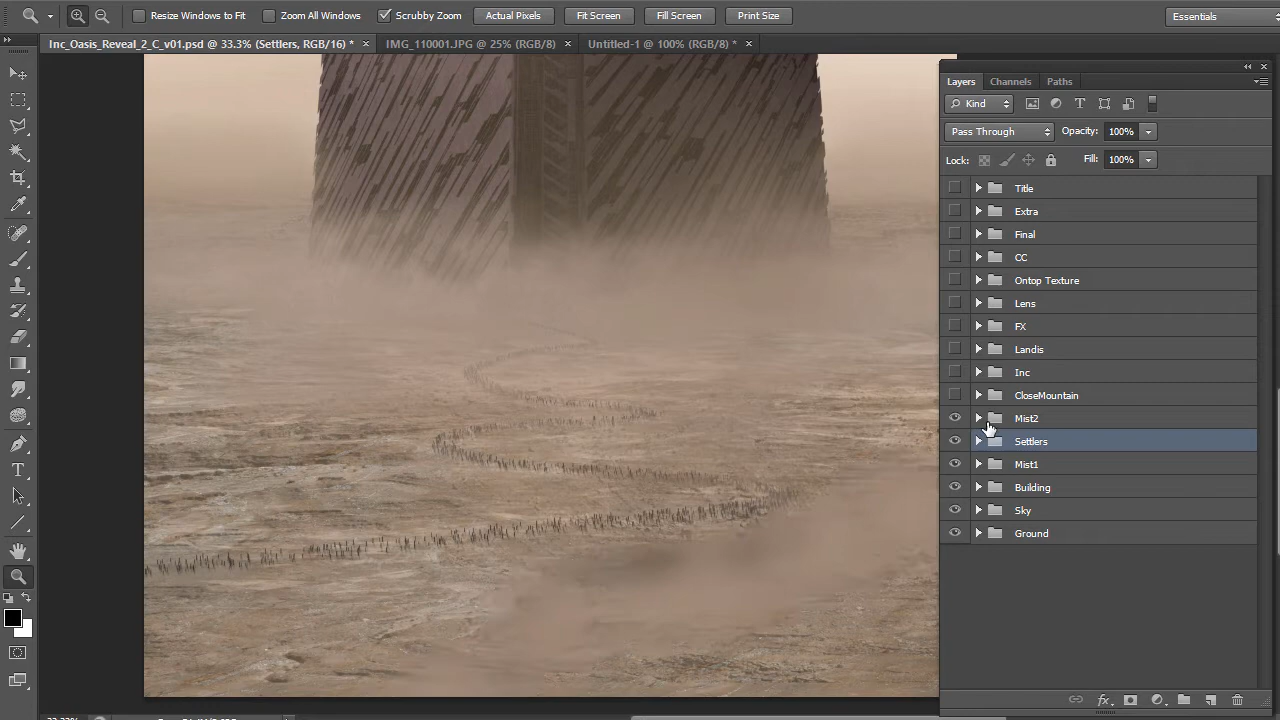 Resize Windows to Fit Zoom All Windows Scrubby Zoom Actual Pixels Fit Screen Fill Screen Print Size Essentials
Inc_Oasis_Reveal_2_C_v01.psd @ 33.3% (Settlers, RGB/16) * × IMG_110001.JPG @ 25% (RGB/8) × Untitled-1 @ 100% (RGB/8) * ×
Layers Channels Paths
Kind
Pass Through Opacity: 100%
Lock: Fill: 100%
Title
Extra
Final
CC
Ontop Texture
Lens
FX
Landis
Inc
CloseMountain
Mist2
Settlers
Mist1
Building
Sky
Ground